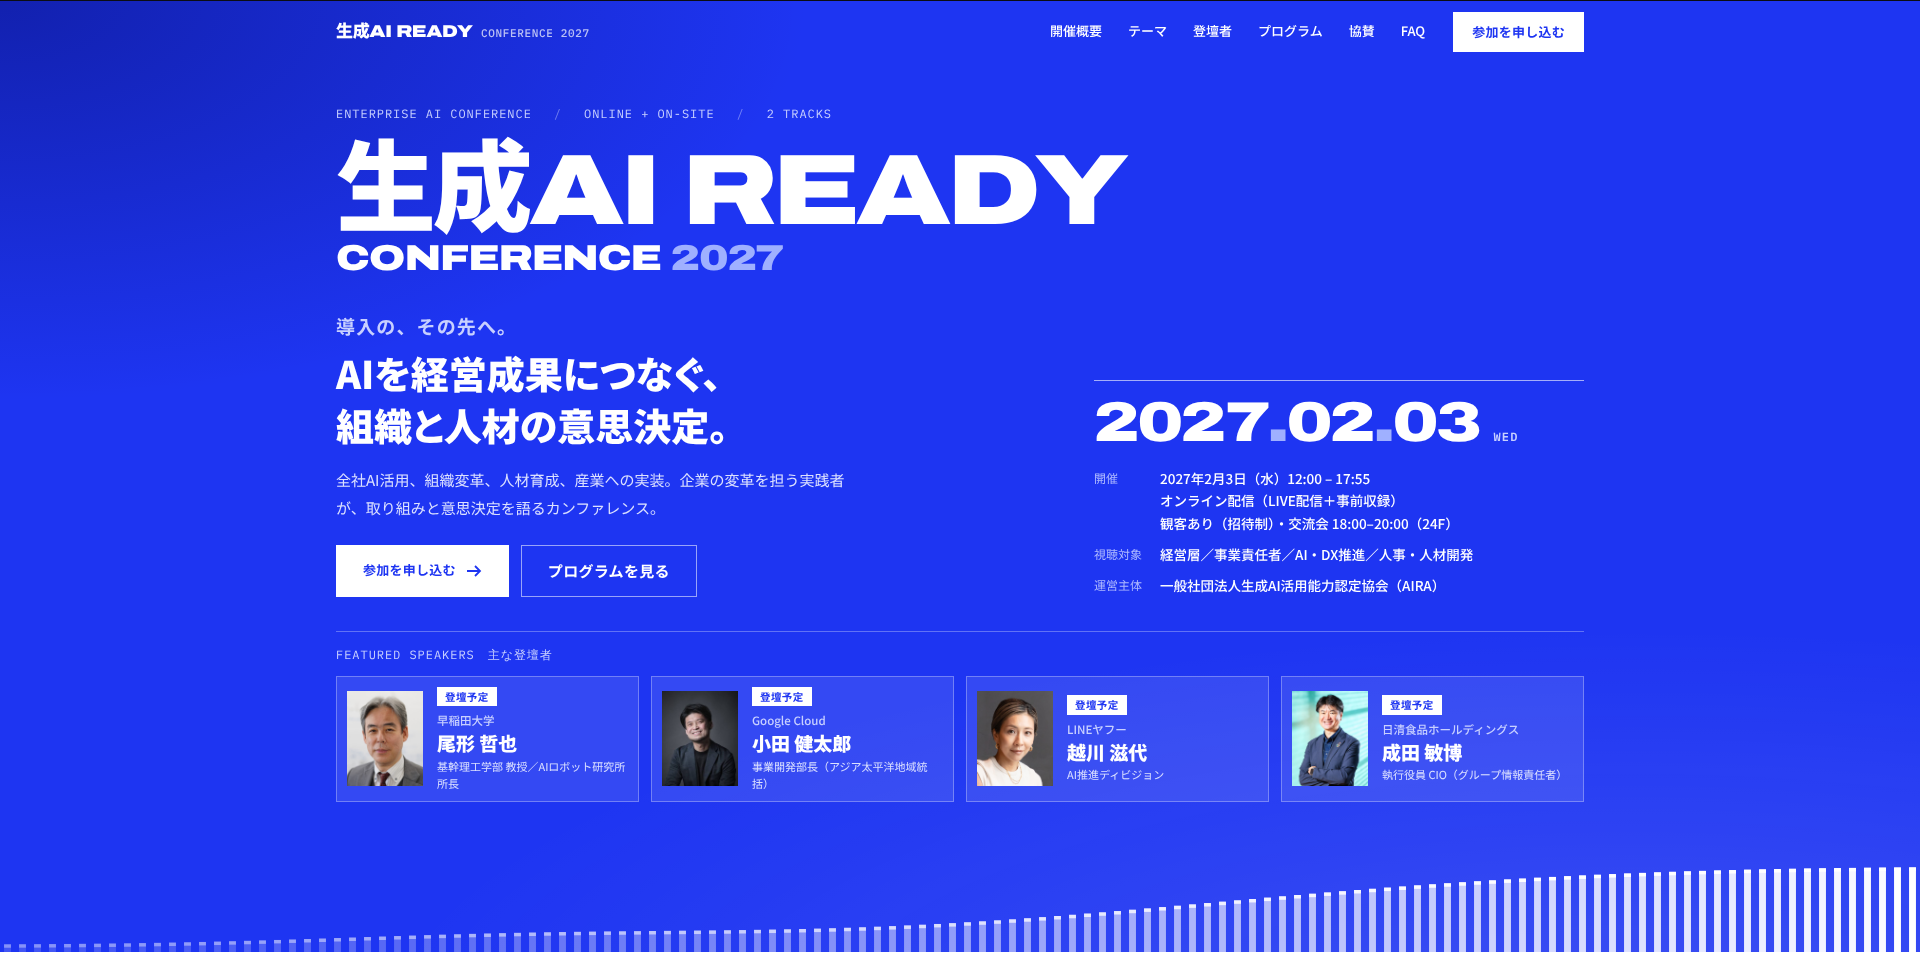 生成AI READY CONFERENCE 2027
開催概要 テーマ 登壇者 プログラム 協賛 FAQ 参加を申し込む
ENTERPRISE AI CONFERENCE / ONLINE + ON-SITE / 2 TRACKS
生成AI READY
CONFERENCE 2027
導入の、その先へ。
AIを経営成果につなぐ、
組織と人材の意思決定。
全社AI活用、組織変革、人材育成、産業への実装。企業の変革を担う実践者
が、取り組みと意思決定を語るカンファレンス。
参加を申し込む →
プログラムを見る
2027.02.03 WED
開催 2027年2月3日（水）12:00 – 17:55
オンライン配信（LIVE配信＋事前収録）
観客あり（招待制）・交流会 18:00–20:00（24F）
視聴対象 経営層／事業責任者／AI・DX推進／人事・人材開発
運営主体 一般社団法人生成AI活用能力認定協会（AIRA）
FEATURED SPEAKERS 主な登壇者
登壇予定
早稲田大学
尾形 哲也
基幹理工学部 教授／AIロボット研究所
所長
登壇予定
Google Cloud
小田 健太郎
事業開発部長（アジア太平洋地域統
括）
登壇予定
LINEヤフー
越川 滋代
AI推進ディビジョン
登壇予定
日清食品ホールディングス
成田 敏博
執行役員 CIO（グループ情報責任者）